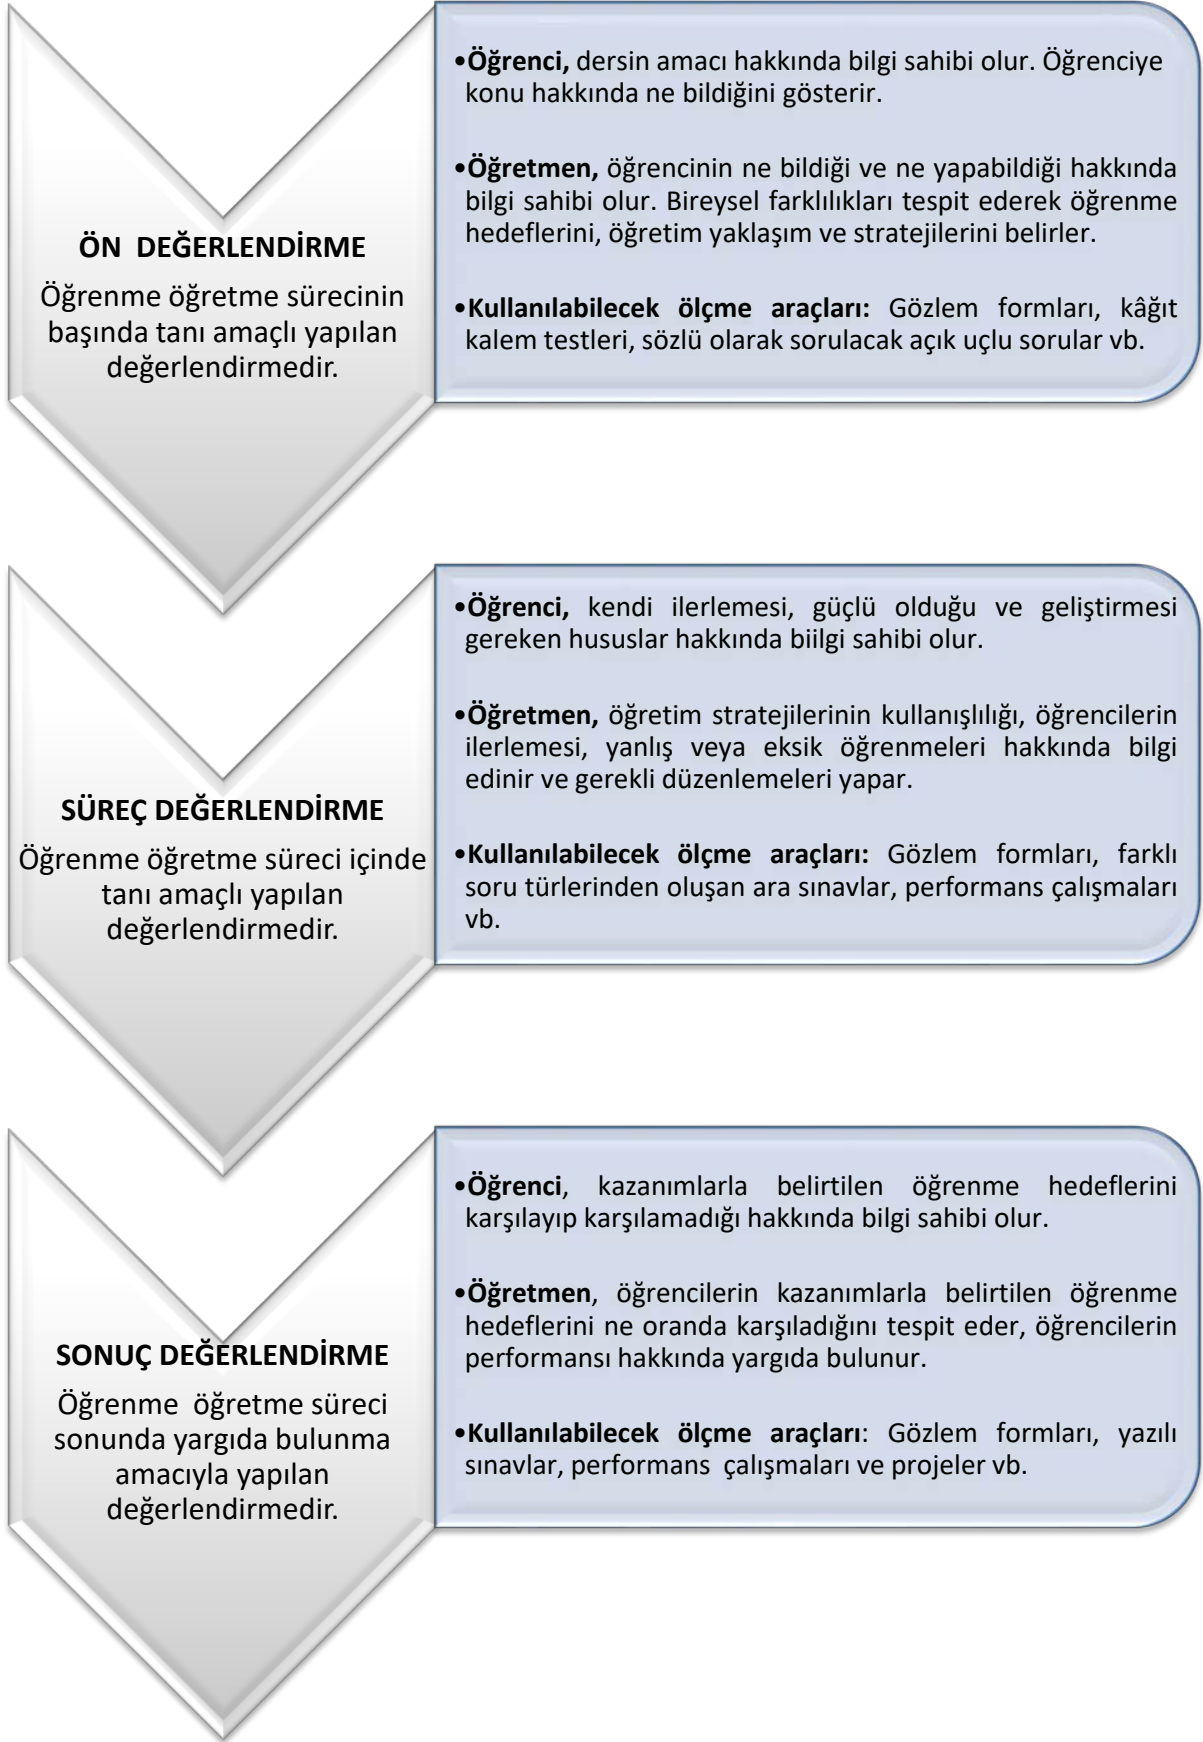 ÖN DEĞERLENDİRME
Öğrenme öğretme sürecinin
başında tanı amaçlı yapılan
değerlendirmedir.
•Öğrenci, dersin amacı hakkında bilgi sahibi olur. Öğrenciye
konu hakkında ne bildiğini gösterir.
•Öğretmen, öğrencinin ne bildiği ve ne yapabildiği hakkında
bilgi sahibi olur. Bireysel farklılıkları tespit ederek öğrenme
hedeflerini, öğretim yaklaşım ve stratejilerini belirler.
•Kullanılabilecek ölçme araçları: Gözlem formları, kâğıt
kalem testleri, sözlü olarak sorulacak açık uçlu sorular vb.
SÜREÇ DEĞERLENDİRME
Öğrenme öğretme süreci içinde
tanı amaçlı yapılan
değerlendirmedir.
•Öğrenci, kendi ilerlemesi, güçlü olduğu ve geliştirmesi
gereken hususlar hakkında biilgi sahibi olur.
•Öğretmen, öğretim stratejilerinin kullanışlılığı, öğrencilerin
ilerlemesi, yanlış veya eksik öğrenmeleri hakkında bilgi
edinir ve gerekli düzenlemeleri yapar.
•Kullanılabilecek ölçme araçları: Gözlem formları, farklı
soru türlerinden oluşan ara sınavlar, performans çalışmaları
vb.
SONUÇ DEĞERLENDİRME
Öğrenme öğretme süreci
sonunda yargıda bulunma
amacıyla yapılan
değerlendirmedir.
•Öğrenci, kazanımlarla belirtilen öğrenme hedeflerini
karşılayıp karşılamadığı hakkında bilgi sahibi olur.
•Öğretmen, öğrencilerin kazanımlarla belirtilen öğrenme
hedeflerini ne oranda karşıladığını tespit eder, öğrencilerin
performansı hakkında yargıda bulunur.
•Kullanılabilecek ölçme araçları: Gözlem formları, yazılı
sınavlar, performans çalışmaları ve projeler vb.